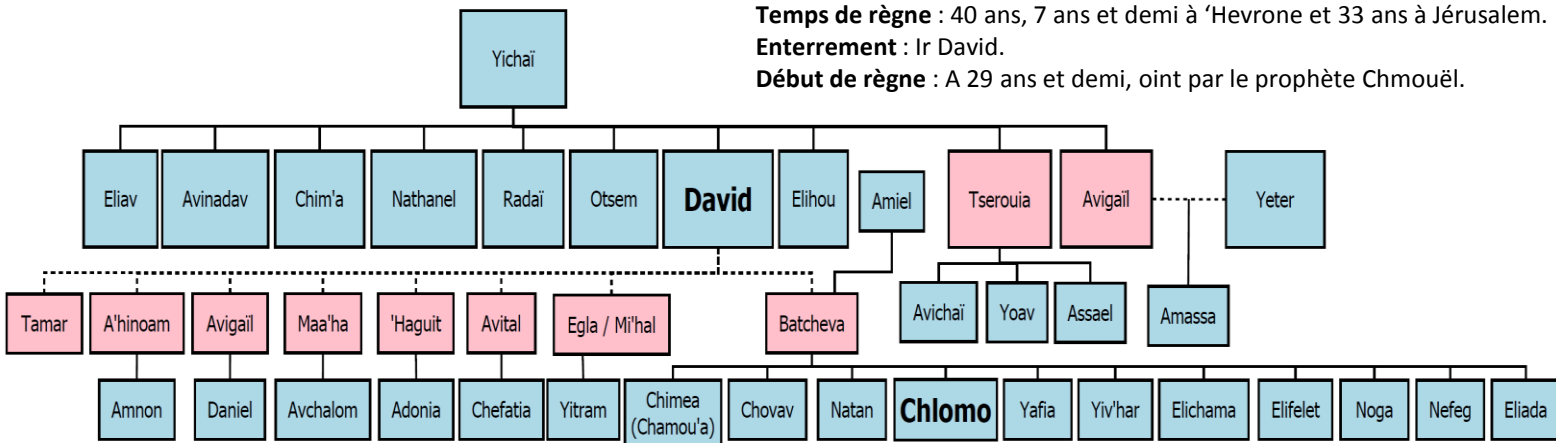 Temps de règne : 40 ans, 7 ans et demi à ‘Hevrone et 33 ans à Jérusalem.
Enterrement : Ir David.
Début de règne : A 29 ans et demi, oint par le prophète Chmouël.
Yichaï
Eliav
Avinadav
Chim'a
Nathanel
Radaï
Otsem
David
Elihou
Amiel
Tserouia
Avigaïl
Yeter
Tamar
A'hinoam
Avigaïl
Maa'ha
'Haguit
Avital
Egla / Mi'hal
Batcheva
Avichaï
Yoav
Assael
Amassa
Amnon
Daniel
Avchalom
Adonia
Chefatia
Yitram
Chimea
(Chamou'a)
Chovav
Natan
Chlomo
Yafia
Yiv'har
Elichama
Elifelet
Noga
Nefeg
Eliada